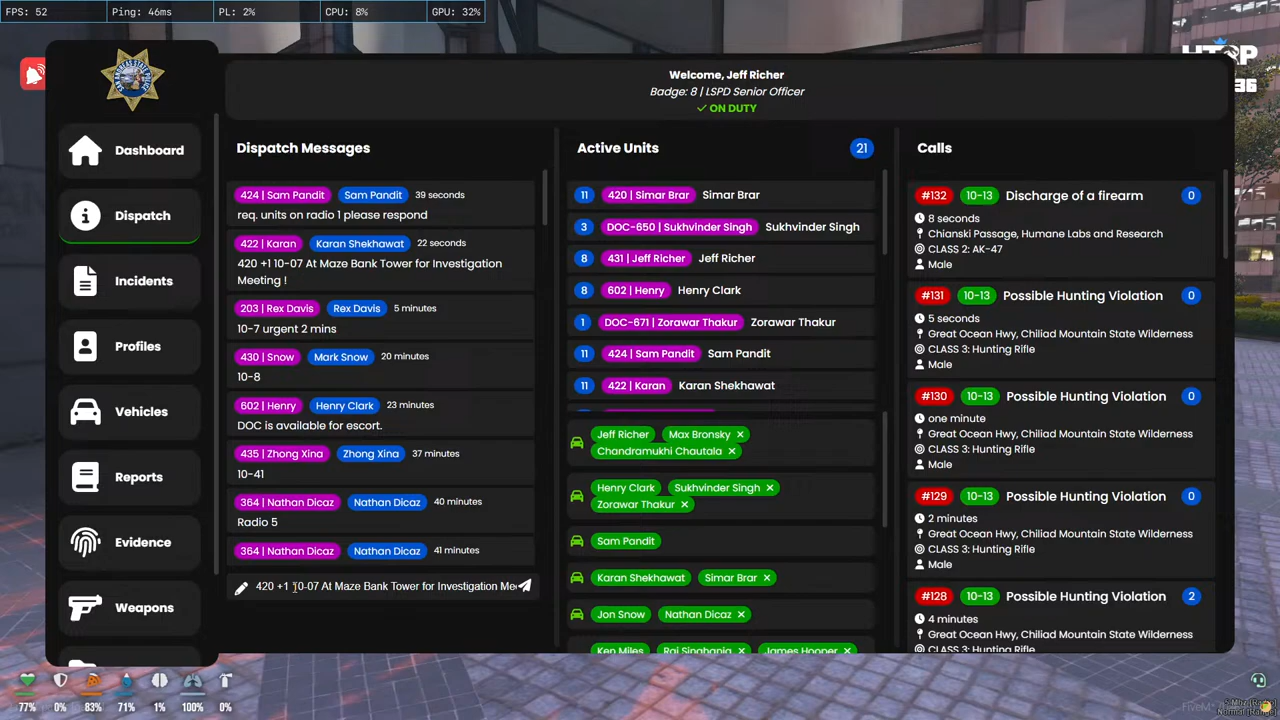 FPS: 52
Ping: 46ms
PL: 2%
CPU: 8%
GPU: 32%
Welcome, Jeff Richer
Badge: 8 | LSPD Senior Officer
ON DUTY
Dashboard
Dispatch
Incidents
Profiles
Vehicles
Reports
Evidence
Weapons
Dispatch Messages
424 | Sam Pandit Sam Pandit 39 seconds
req. units on radio 1 please respond
422 | Karan Karan Shekhawat 22 seconds
420 +1 10-07 At Maze Bank Tower for Investigation
Meeting !
203 | Rex Davis Rex Davis 5 minutes
10-7 urgent 2 mins
430 | Snow Mark Snow 20 minutes
10-8
602 | Henry Henry Clark 23 minutes
DOC is available for escort.
435 | Zhong Xina Zhong Xina 37 minutes
10-41
364 | Nathan Dicaz Nathan Dicaz 40 minutes
Radio 5
364 | Nathan Dicaz Nathan Dicaz 41 minutes
420 +1 10-07 At Maze Bank Tower for Investigation Me
Active Units 21
11 420 | Simar Brar Simar Brar
3 DOC-650 | Sukhvinder Singh Sukhvinder Singh
8 431 | Jeff Richer Jeff Richer
8 602 | Henry Henry Clark
1 DOC-671 | Zorawar Thakur Zorawar Thakur
11 424 | Sam Pandit Sam Pandit
11 422 | Karan Karan Shekhawat
Jeff Richer Max Bronsky ✕
Chandramukhi Chautala ✕
Henry Clark Sukhvinder Singh ✕
Zorawar Thakur ✕
Sam Pandit
Karan Shekhawat Simar Brar ✕
Jon Snow Nathan Dicaz ✕
Ken Miles Raj Singhania ✕ James Hooper ✕
Calls
#132 10-13 Discharge of a firearm 0
8 seconds
Chianski Passage, Humane Labs and Research
CLASS 2: AK-47
Male
#131 10-13 Possible Hunting Violation 0
5 seconds
Great Ocean Hwy, Chiliad Mountain State Wilderness
CLASS 3: Hunting Rifle
Male
#130 10-13 Possible Hunting Violation 0
one minute
Great Ocean Hwy, Chiliad Mountain State Wilderness
CLASS 3: Hunting Rifle
Male
#129 10-13 Possible Hunting Violation 0
2 minutes
Great Ocean Hwy, Chiliad Mountain State Wilderness
CLASS 3: Hunting Rifle
Male
#128 10-13 Possible Hunting Violation 2
4 minutes
Great Ocean Hwy, Chiliad Mountain State Wilderness
CLASS 3: Hunting Rifle
77% 0% 83% 71% 1% 100% 0%